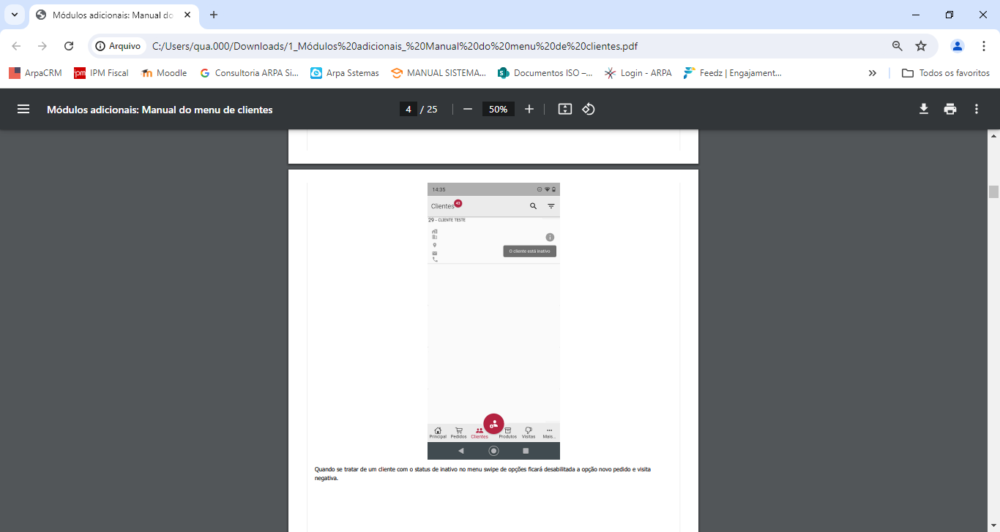 Módulos adicionais: Manual do
Arquivo
C:/Users/qua.000/Downloads/1_Módulos%20adicionais_%20Manual%20do%20menu%20de%20clientes.pdf
ArpaCRM
IPM Fiscal
Moodle
Consultoria ARPA Si...
Arpa Sstemas
MANUAL SISTEMA...
Documentos ISO –...
Login - ARPA
Feedz | Engajament...
Todos os favoritos
Módulos adicionais: Manual do menu de clientes
4 / 25
50%
14:35
Clientes 43
29 - CLIENTE TESTE
O cliente está inativo
Principal
Pedidos
Clientes
Produtos
Visitas
Mais...
Quando se tratar de um cliente com o status de inativo no menu swipe de opções ficará desabilitada a opção novo pedido e visita
negativa.